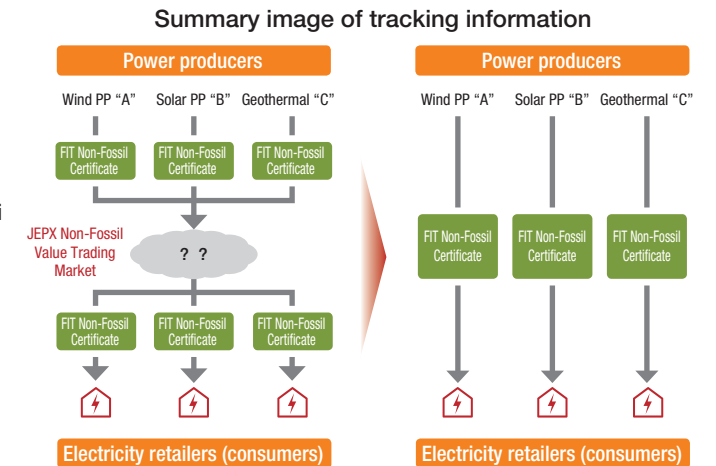 Summary image of tracking information
Power producers
Wind PP “A” Solar PP “B” Geothermal “C”
FIT Non-Fossil
Certificate
FIT Non-Fossil
Certificate
FIT Non-Fossil
Certificate
i
JEPX Non-Fossil
Value Trading
Market
? ?
FIT Non-Fossil
Certificate
FIT Non-Fossil
Certificate
FIT Non-Fossil
Certificate
Electricity retailers (consumers)
Power producers
Wind PP “A” Solar PP “B” Geothermal “C”
FIT Non-Fossil
Certificate
FIT Non-Fossil
Certificate
FIT Non-Fossil
Certificate
Electricity retailers (consumers)